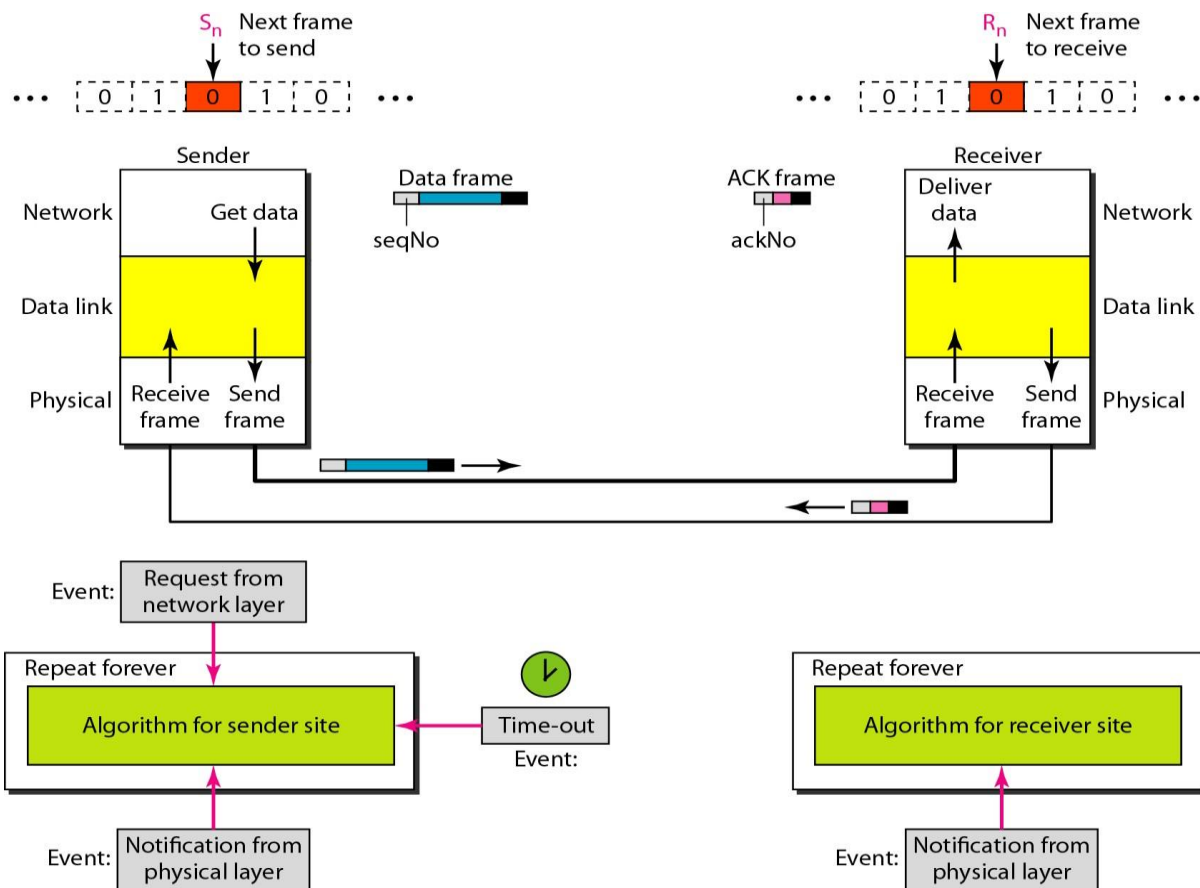 Sn Next frame
to send
Rn Next frame
to receive
••• 0 1 0 1 0 •••
••• 0 1 0 1 0 •••
Sender
Receiver
Data frame
seqNo
ACK frame
ackNo
Network
Get data
Data link
Physical
Receive
frame
Send
frame
Deliver
data
Network
Data link
Receive
frame
Send
frame
Physical
Event:
Request from
network layer
Repeat forever
Algorithm for sender site
Time-out
Event:
Event:
Notification from
physical layer
Repeat forever
Algorithm for receiver site
Event:
Notification from
physical layer